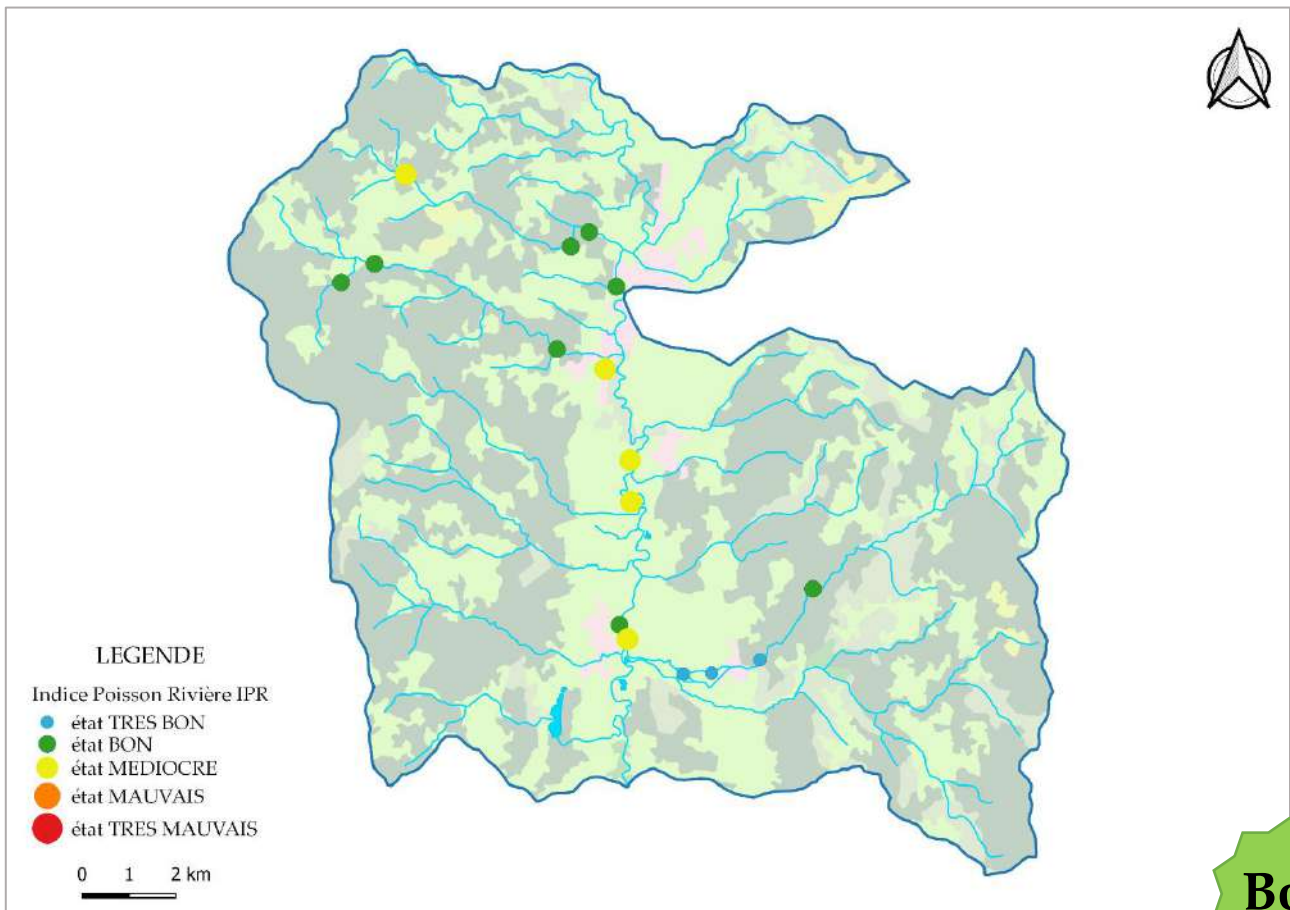 LEGENDE
Indice Poisson Rivière IPR
état TRES BON
état BON
état MEDIOCRE
état MAUVAIS
état TRES MAUVAIS
0 1 2 km